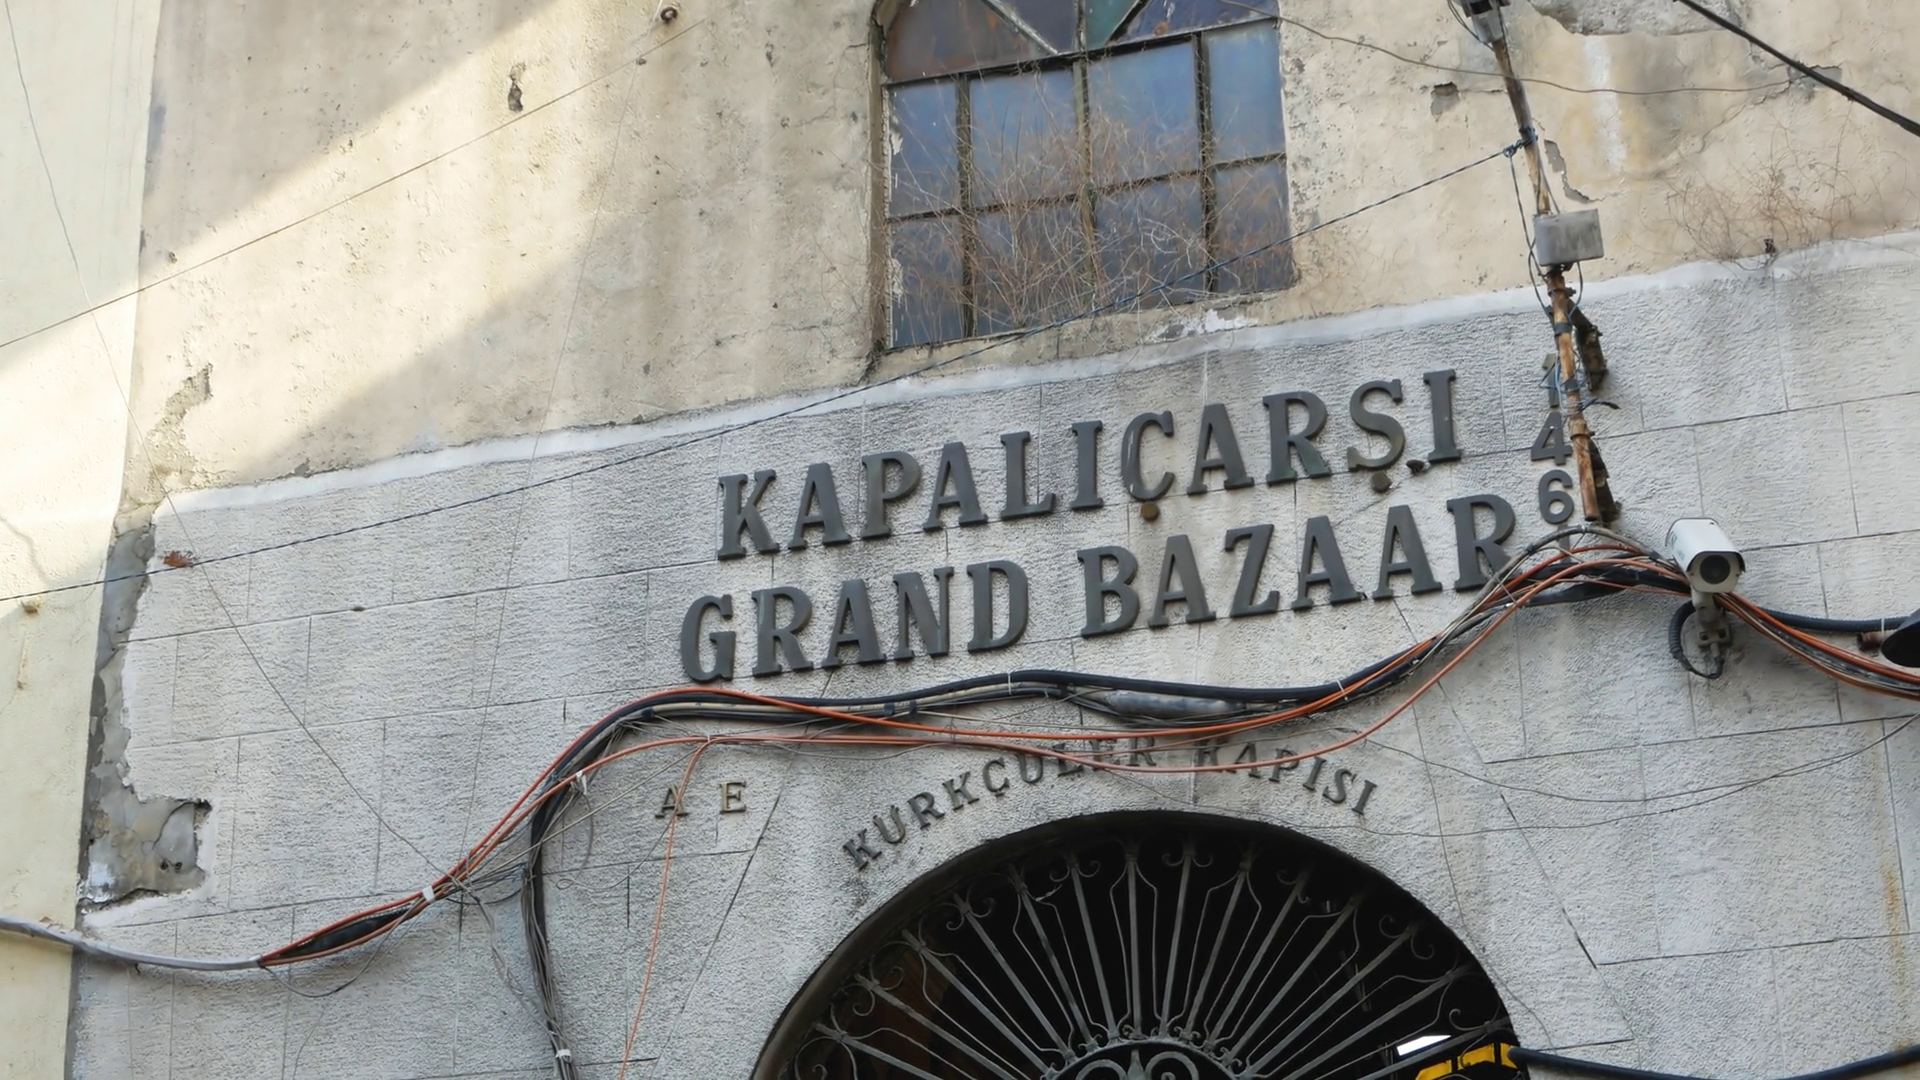 KAPALIÇARŞI
GRAND BAZAAR
1
4
6
A E
KÜRKÇÜLER KAPISI